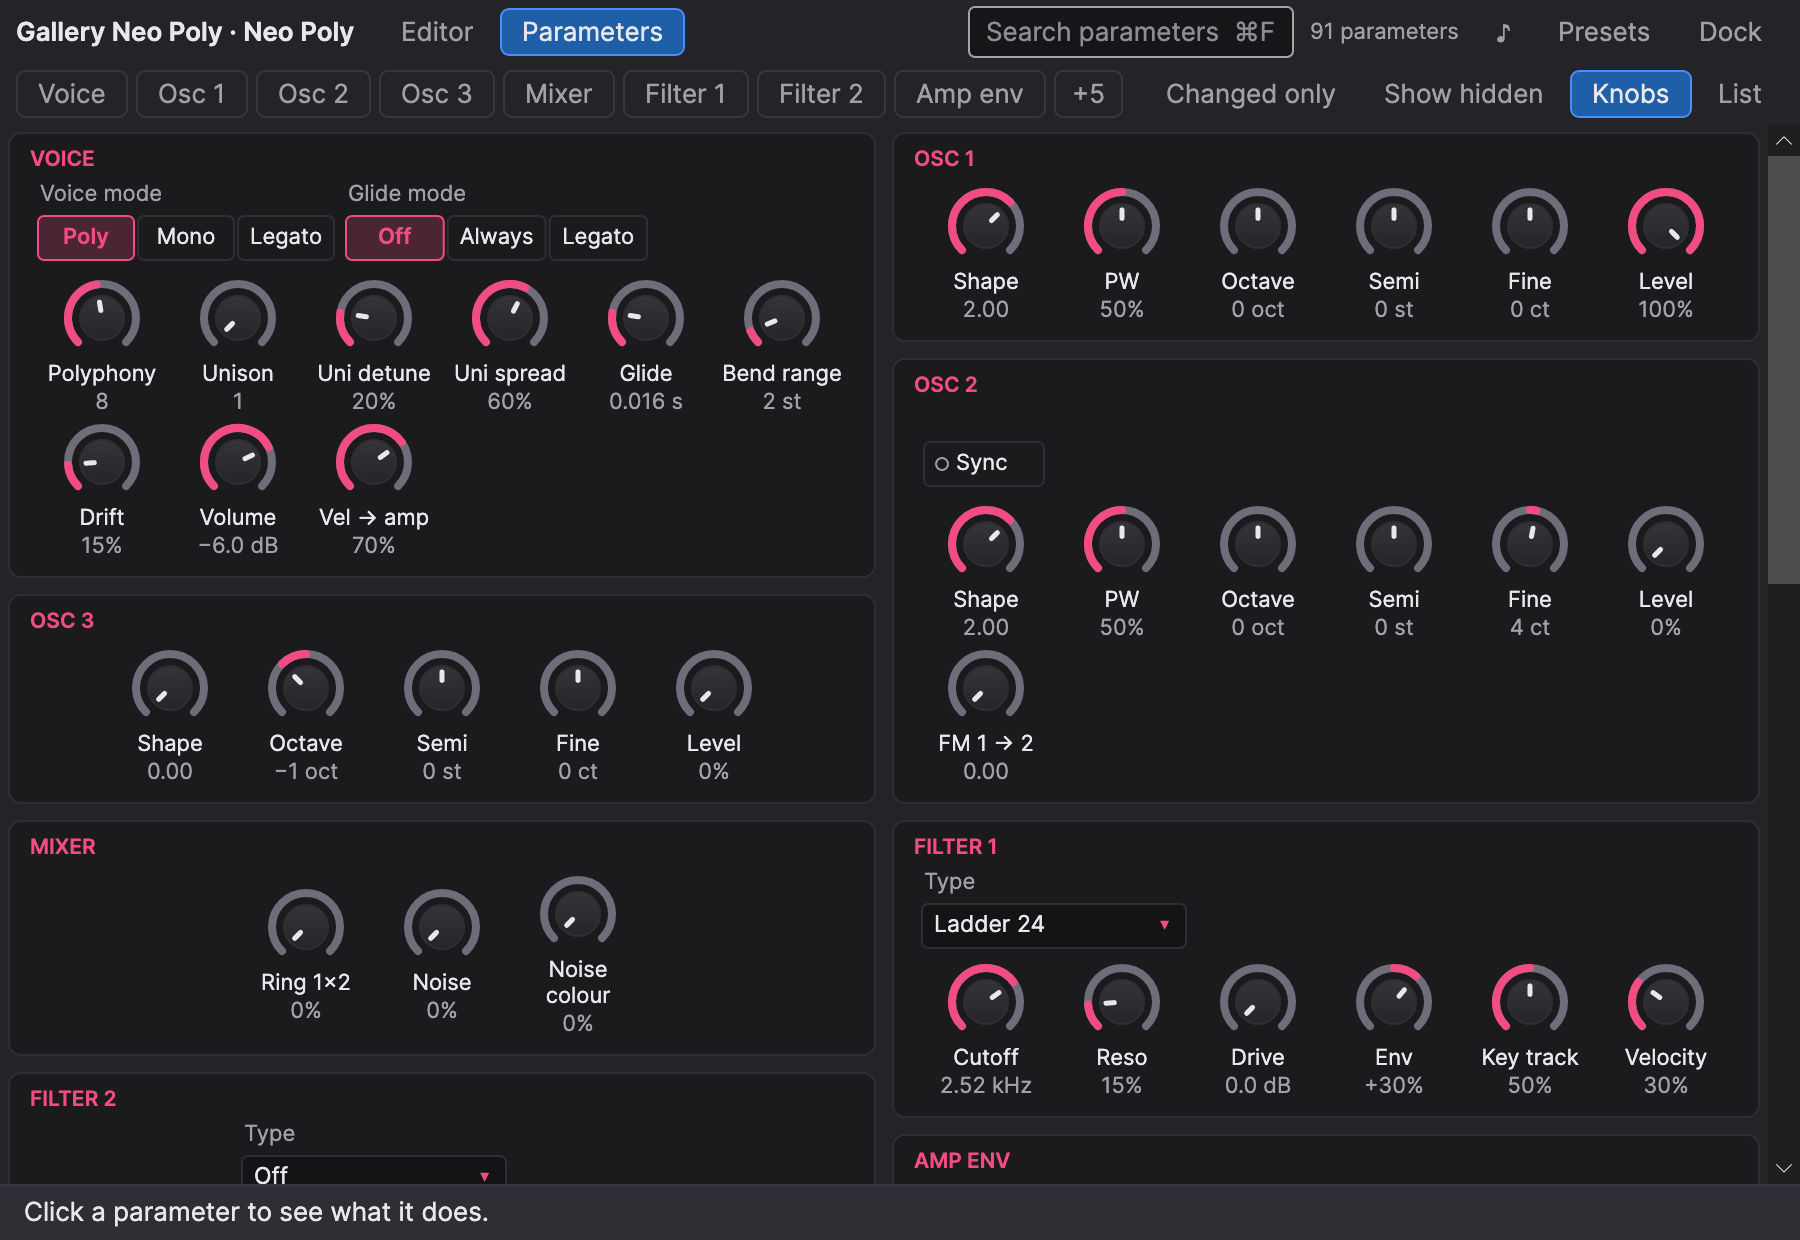 Gallery Neo Poly · Neo Poly Editor Parameters Search parameters ⌘F 91 parameters ♪ Presets Dock
Voice Osc 1 Osc 2 Osc 3 Mixer Filter 1 Filter 2 Amp env +5 Changed only Show hidden Knobs List
VOICE
Voice mode Glide mode
Poly Mono Legato Off Always Legato
Polyphony Unison Uni detune Uni spread Glide Bend range
8 1 20% 60% 0.016 s 2 st
Drift Volume Vel → amp
15% −6.0 dB 70%
OSC 1
Shape PW Octave Semi Fine Level
2.00 50% 0 oct 0 st 0 ct 100%
OSC 2
Sync
Shape PW Octave Semi Fine Level
2.00 50% 0 oct 0 st 4 ct 0%
FM 1 → 2
0.00
OSC 3
Shape Octave Semi Fine Level
0.00 −1 oct 0 st 0 ct 0%
MIXER
Ring 1×2 Noise Noise colour
0% 0% 0%
FILTER 1
Type
Ladder 24
Cutoff Reso Drive Env Key track Velocity
2.52 kHz 15% 0.0 dB +30% 50% 30%
FILTER 2
Type
Off
AMP ENV
Click a parameter to see what it does.